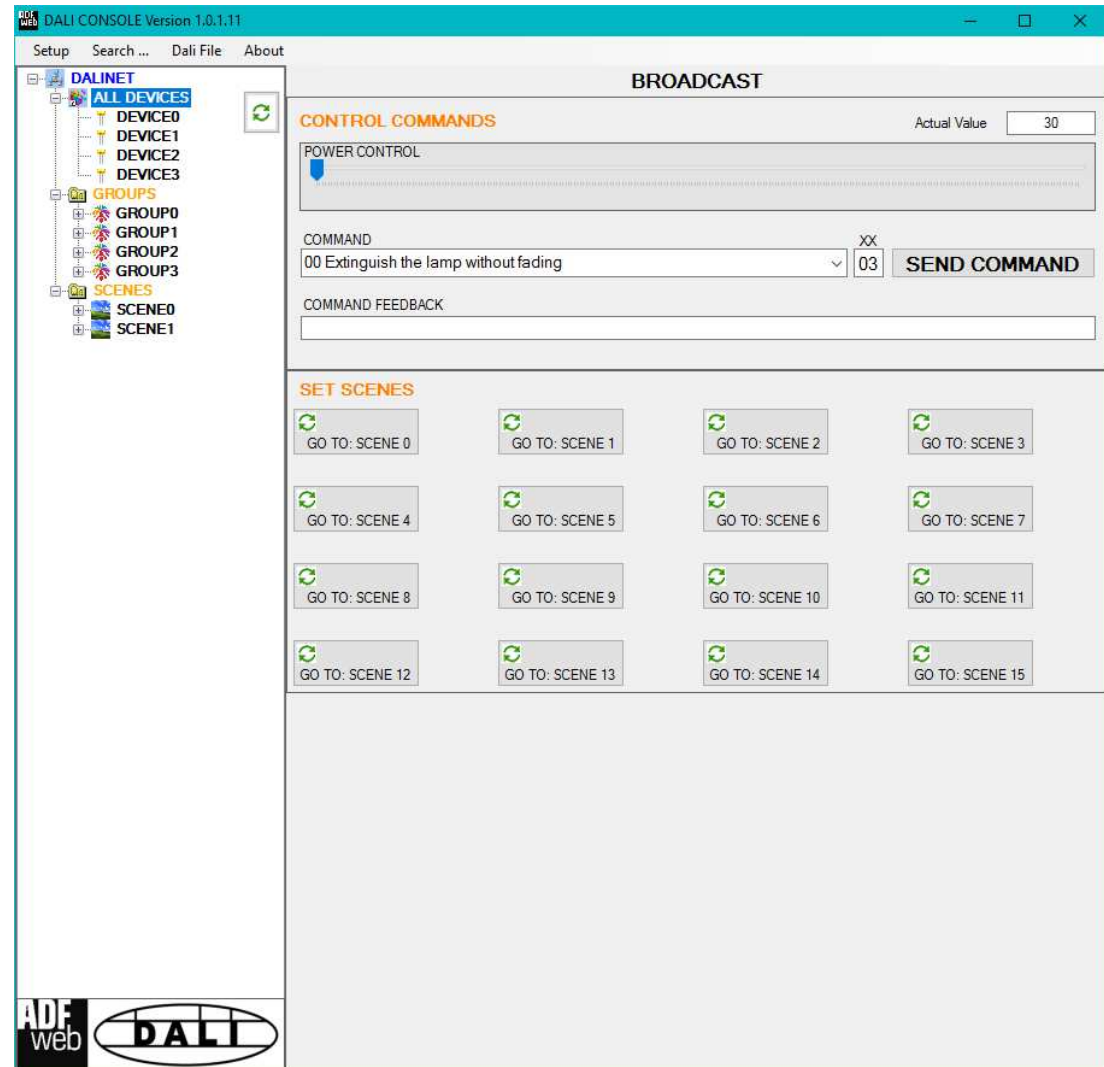 ADF web DALI CONSOLE Version 1.0.1.11
Setup Search ... Dali File About
DALINET
ALL DEVICES
DEVICE0
DEVICE1
DEVICE2
DEVICE3
GROUPS
GROUP0
GROUP1
GROUP2
GROUP3
SCENES
SCENE0
SCENE1
BROADCAST
CONTROL COMMANDS
Actual Value 30
POWER CONTROL
COMMAND XX
00 Extinguish the lamp without fading 03 SEND COMMAND
COMMAND FEEDBACK
SET SCENES
GO TO: SCENE 0 GO TO: SCENE 1 GO TO: SCENE 2 GO TO: SCENE 3
GO TO: SCENE 4 GO TO: SCENE 5 GO TO: SCENE 6 GO TO: SCENE 7
GO TO: SCENE 8 GO TO: SCENE 9 GO TO: SCENE 10 GO TO: SCENE 11
GO TO: SCENE 12 GO TO: SCENE 13 GO TO: SCENE 14 GO TO: SCENE 15
ADF
web
DALI